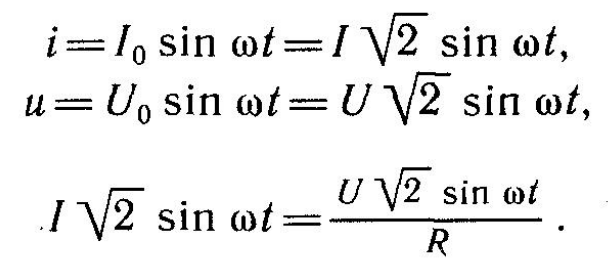 i=I₀ sin ωt=I √2 sin ωt,
u=U₀ sin ωt=U √2 sin ωt,
I √2 sin ωt= U √2 sin ωt / R .